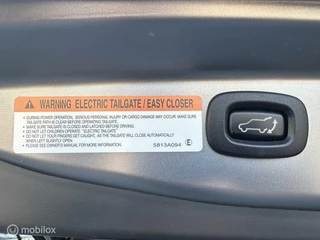 WARNING ELECTRIC TAILGATE / EASY CLOSER
• DURING POWER OPERATION, SERIOUS PERSONAL INJURY OR CARGO DAMAGE MAY OCCUR. MAKE SURE
TAILGATE PATH IS CLEAR BEFORE OPERATING TAILGATE.
• MAKE SURE TAILGATE IS CLOSED AND LATCHED BEFORE DRIVING.
• DO NOT LET CHILDREN OPERATE "ELECTRIC TAILGATE".
• DO NOT LET YOUR FINGERS GET CAUGHT, AS THE TAILGATE WILL CLOSE AUTOMATICALLY
WHEN LEFT SLIGHTLY OPEN.
• PLEASE SEE OWNER'S MANUAL FOR MORE DETAILS. 5813A094 E
© mobilox